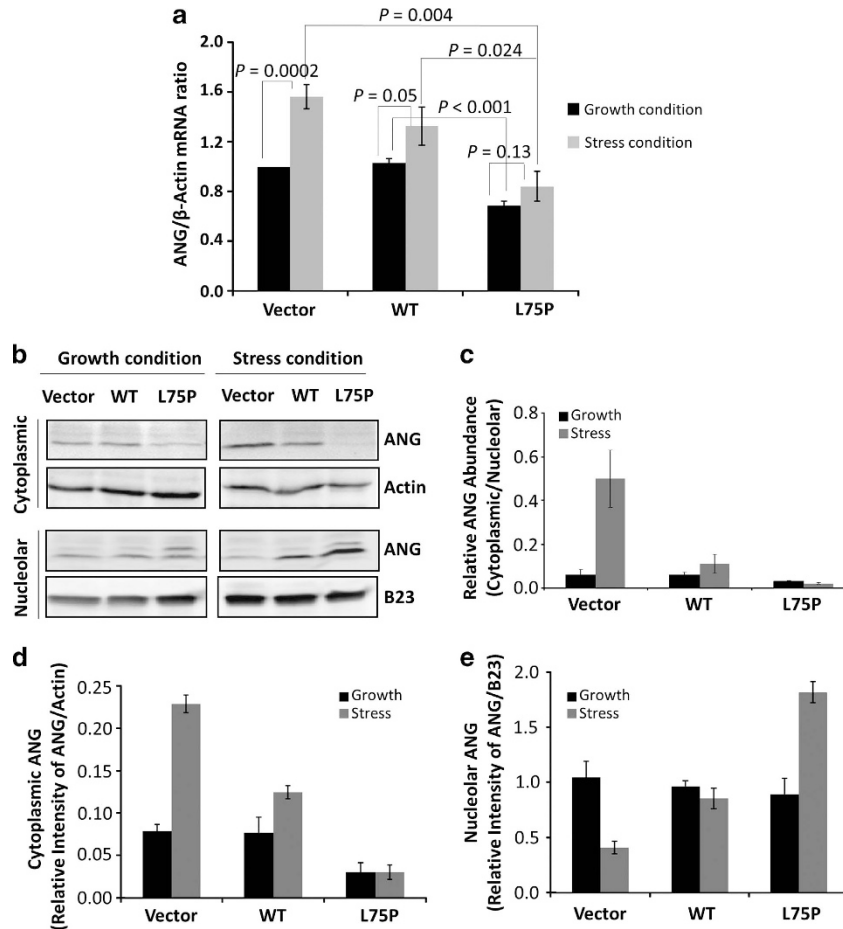 a
P = 0.004
P = 0.024
P = 0.0002
P = 0.05
P < 0.001
P = 0.13
ANG/β-Actin mRNA ratio
2.0
1.6
1.2
0.8
0.4
0.0
Growth condition
Stress condition
Vector WT L75P
b
Growth condition Stress condition
Vector WT L75P Vector WT L75P
Cytoplasmic
ANG
Actin
Nucleolar
ANG
B23
c
Relative ANG Abundance
(Cytoplasmic/Nucleolar)
0.8
0.6
0.4
0.2
0.0
Growth
Stress
Vector WT L75P
d
Cytoplasmic ANG
(Relative Intensity of ANG/Actin)
0.25
0.20
0.15
0.10
0.05
0.00
Growth
Stress
Vector WT L75P
e
Nucleolar ANG
(Relative Intensity of ANG/B23)
2.0
1.5
1.0
0.5
0.0
Growth
Stress
Vector WT L75P